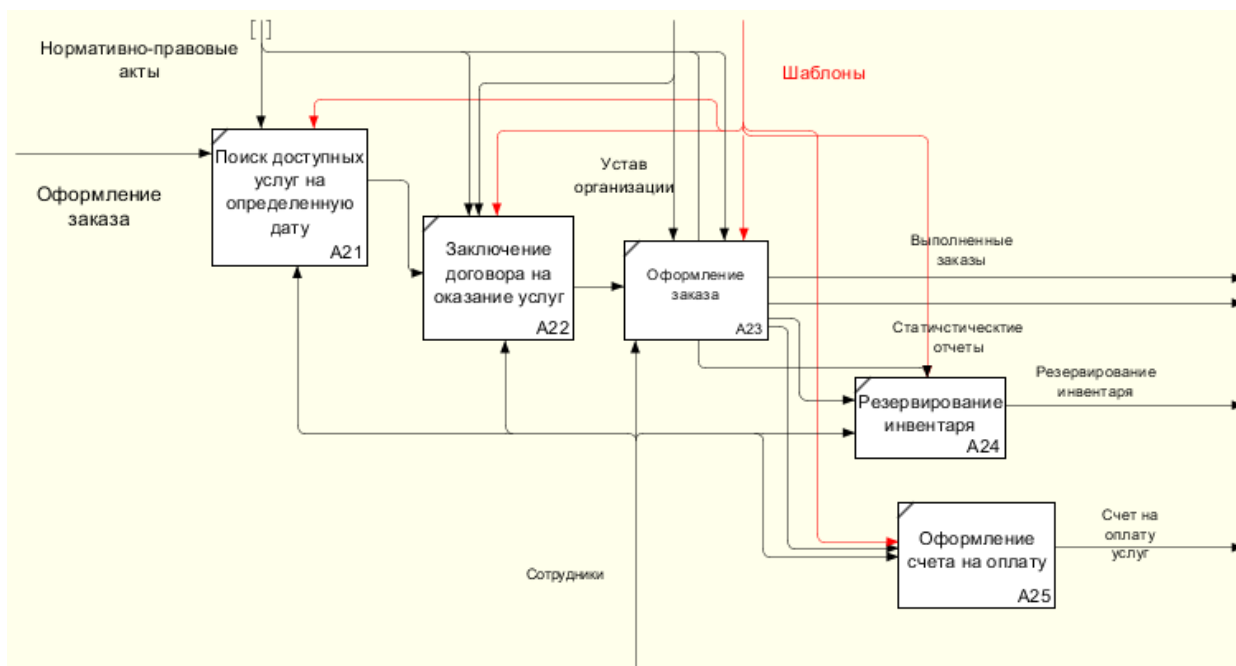 [ ]
Нормативно-правовые
акты
Шаблоны
Поиск доступных
услуг на
определенную
дату
A21
Оформление
заказа
Устав
организации
Заключение
договора на
оказание услуг
A22
Оформление
заказа
A23
Выполненные
заказы
Статичстическтие
отчеты
Резервирование
инвентаря
Резервирование
инвентаря
A24
Оформление
счета на оплату
A25
Счет на
оплату
услуг
Сотрудники